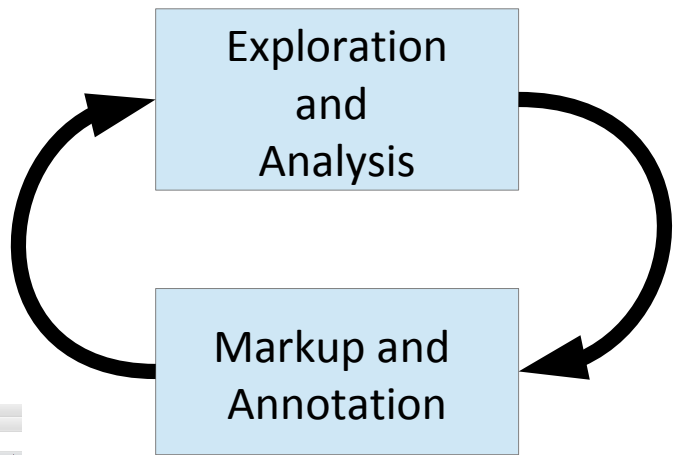 Exploration
and
Analysis
Markup and
Annotation